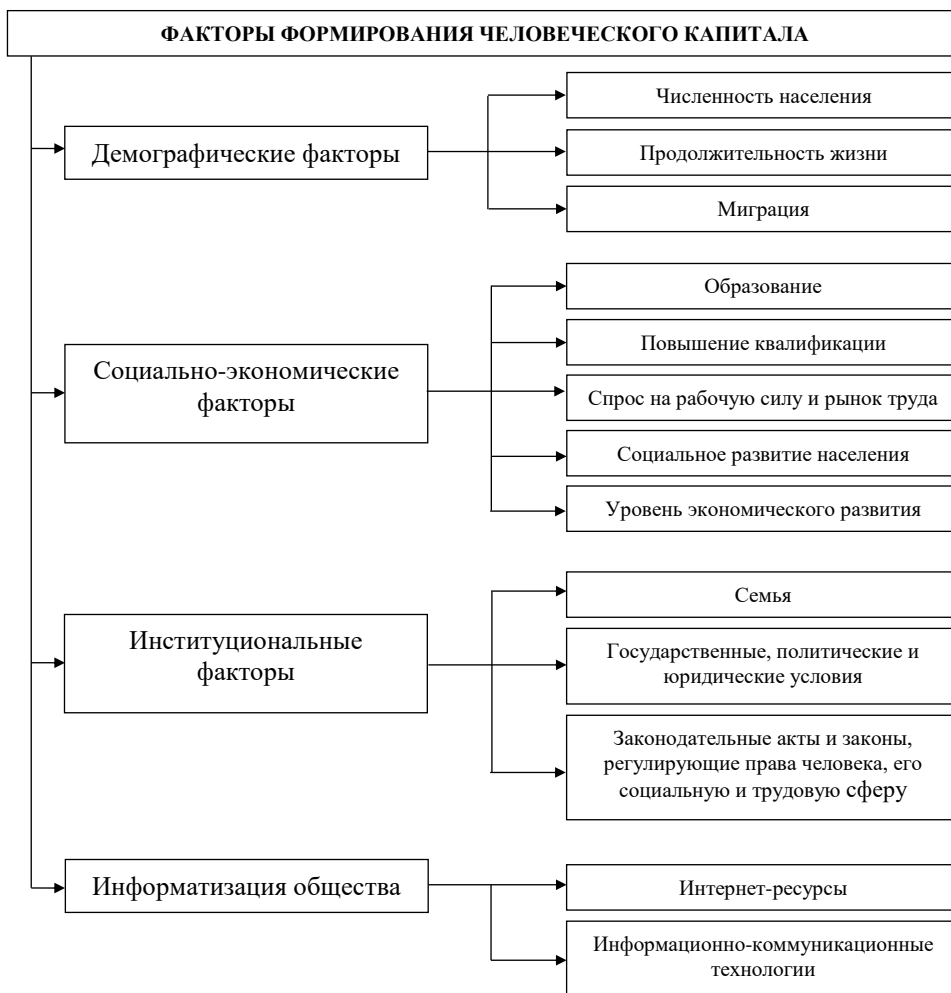 ФАКТОРЫ ФОРМИРОВАНИЯ ЧЕЛОВЕЧЕСКОГО КАПИТАЛА
Демографические факторы
Численность населения
Продолжительность жизни
Миграция
Социально-экономические
факторы
Образование
Повышение квалификации
Спрос на рабочую силу и рынок труда
Социальное развитие населения
Уровень экономического развития
Институциональные
факторы
Семья
Государственные, политические и
юридические условия
Законодательные акты и законы,
регулирующие права человека, его
социальную и трудовую сферу
Информатизация общества
Интернет-ресурсы
Информационно-коммуникационные
технологии